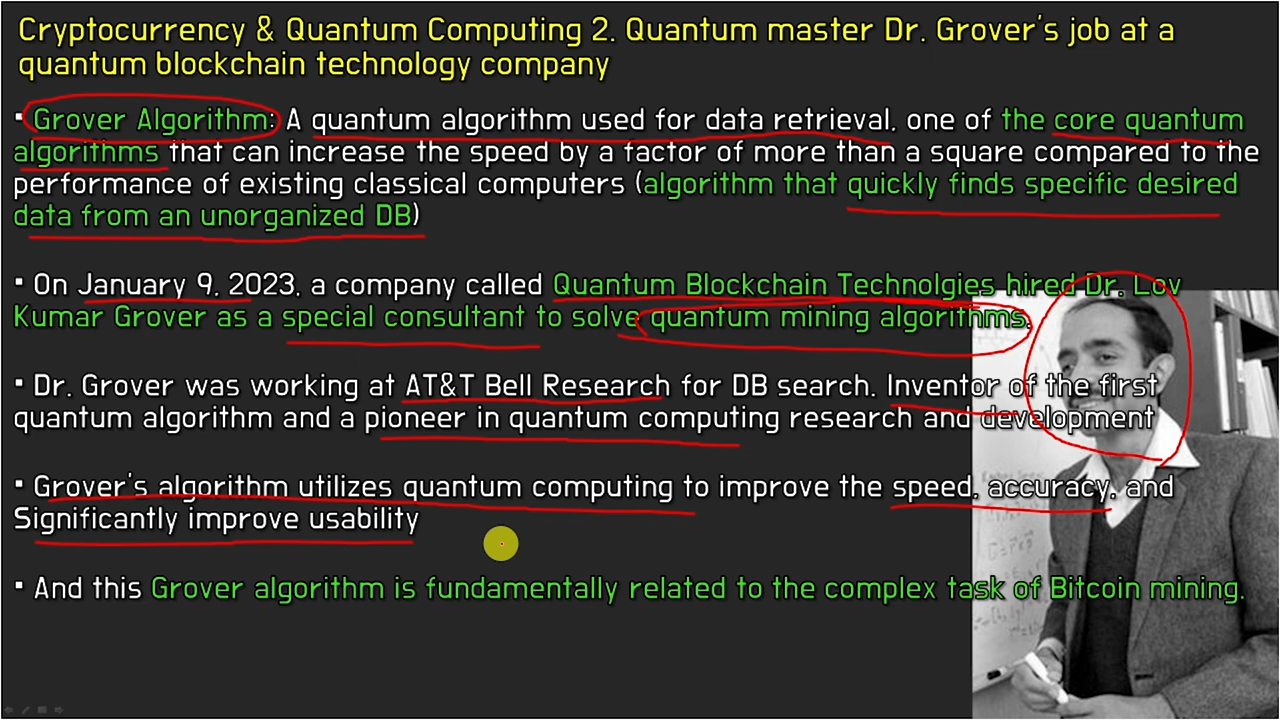 Cryptocurrency & Quantum Computing 2. Quantum master Dr. Grover's job at a
quantum blockchain technology company
▪ Grover Algorithm: A quantum algorithm used for data retrieval, one of the core quantum
algorithms that can increase the speed by a factor of more than a square compared to the
performance of existing classical computers (algorithm that quickly finds specific desired
data from an unorganized DB)
▪ On January 9, 2023, a company called Quantum Blockchain Technolgies hired Dr. Lov
Kumar Grover as a special consultant to solve quantum mining algorithms.
▪ Dr. Grover was working at AT&T Bell Research for DB search. Inventor of the first
quantum algorithm and a pioneer in quantum computing research and development
▪ Grover's algorithm utilizes quantum computing to improve the speed, accuracy, and
Significantly improve usability
▪ And this Grover algorithm is fundamentally related to the complex task of Bitcoin mining.